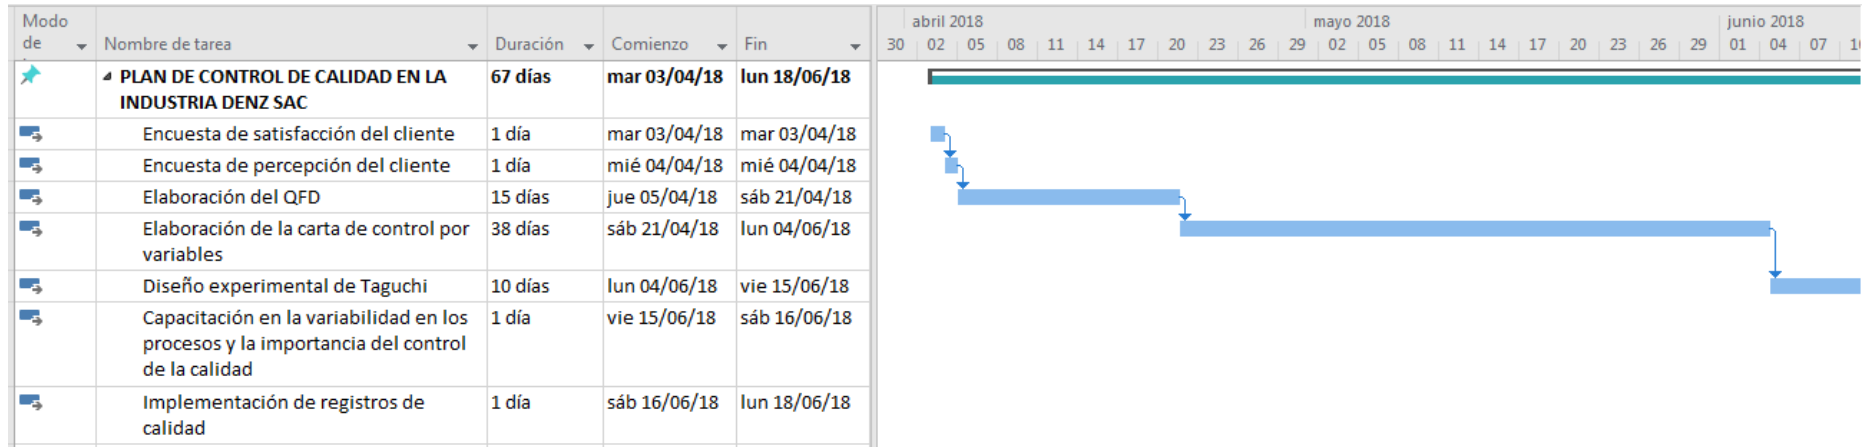 Modo
de
Nombre de tarea
Duración
Comienzo
Fin
abril 2018
mayo 2018
junio 2018
30 02 05 08 11 14 17 20 23 26 29 02 05 08 11 14 17 20 23 26 29 01 04 07
PLAN DE CONTROL DE CALIDAD EN LA
INDUSTRIA DENZ SAC
67 días
mar 03/04/18
lun 18/06/18
Encuesta de satisfacción del cliente
1 día
mar 03/04/18
mar 03/04/18
Encuesta de percepción del cliente
1 día
mié 04/04/18
mié 04/04/18
Elaboración del QFD
15 días
jue 05/04/18
sáb 21/04/18
Elaboración de la carta de control por
variables
38 días
sáb 21/04/18
lun 04/06/18
Diseño experimental de Taguchi
10 días
lun 04/06/18
vie 15/06/18
Capacitación en la variabilidad en los
procesos y la importancia del control
de la calidad
1 día
vie 15/06/18
sáb 16/06/18
Implementación de registros de
calidad
1 día
sáb 16/06/18
lun 18/06/18